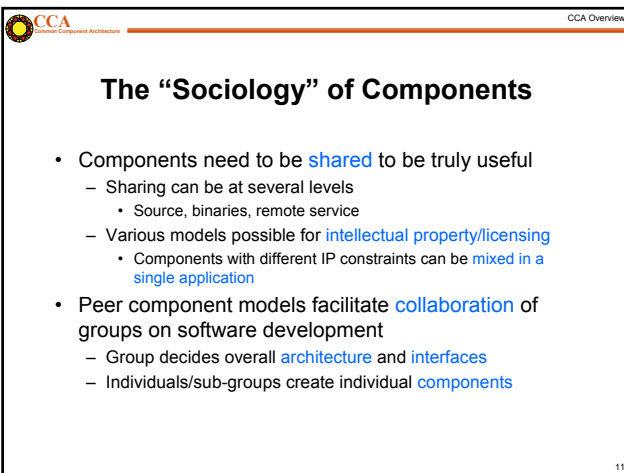 CCA
Common Component Architecture
CCA Overview
The “Sociology” of Components
• Components need to be shared to be truly useful
– Sharing can be at several levels
• Source, binaries, remote service
– Various models possible for intellectual property/licensing
• Components with different IP constraints can be mixed in a
single application
• Peer component models facilitate collaboration of
groups on software development
– Group decides overall architecture and interfaces
– Individuals/sub-groups create individual components
11